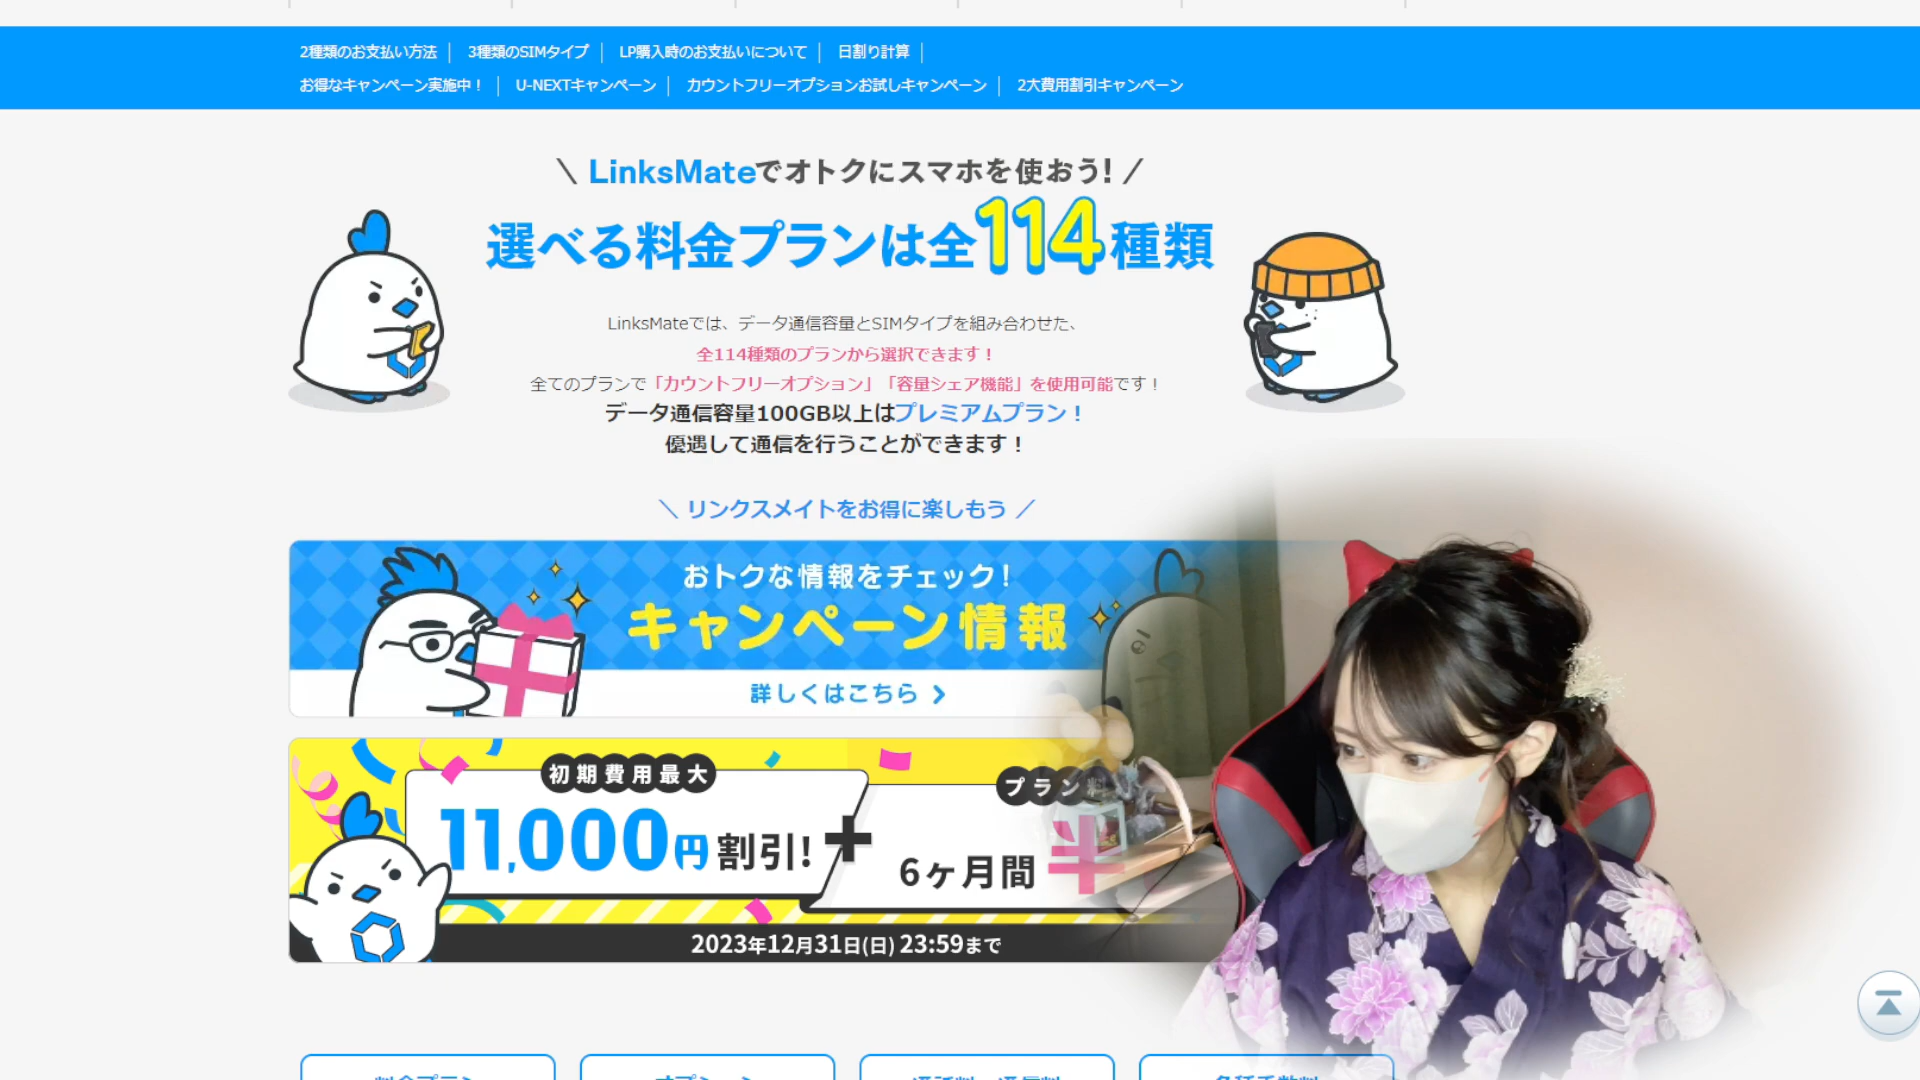 2種類のお支払い方法 │ 3種類のSIMタイプ │ LP購入時のお支払いについて │ 日割り計算 │
お得なキャンペーン実施中！ │ U-NEXTキャンペーン │ カウントフリーオプションお試しキャンペーン │ 2大費用割引キャンペーン
＼ LinksMateでオトクにスマホを使おう! ／
選べる料金プランは全114種類
LinksMateでは、データ通信容量とSIMタイプを組み合わせた、
全114種類のプランから選択できます！
全てのプランで「カウントフリーオプション」「容量シェア機能」を使用可能です！
データ通信容量100GB以上はプレミアムプラン！
優遇して通信を行うことができます！
＼ リンクスメイトをお得に楽しもう ／
おトクな情報をチェック!
キャンペーン情報
詳しくはこちら
初期費用最大
11,000円割引!
+
プラン料
6ヶ月間 半
2023年12月31日(日) 23:59まで